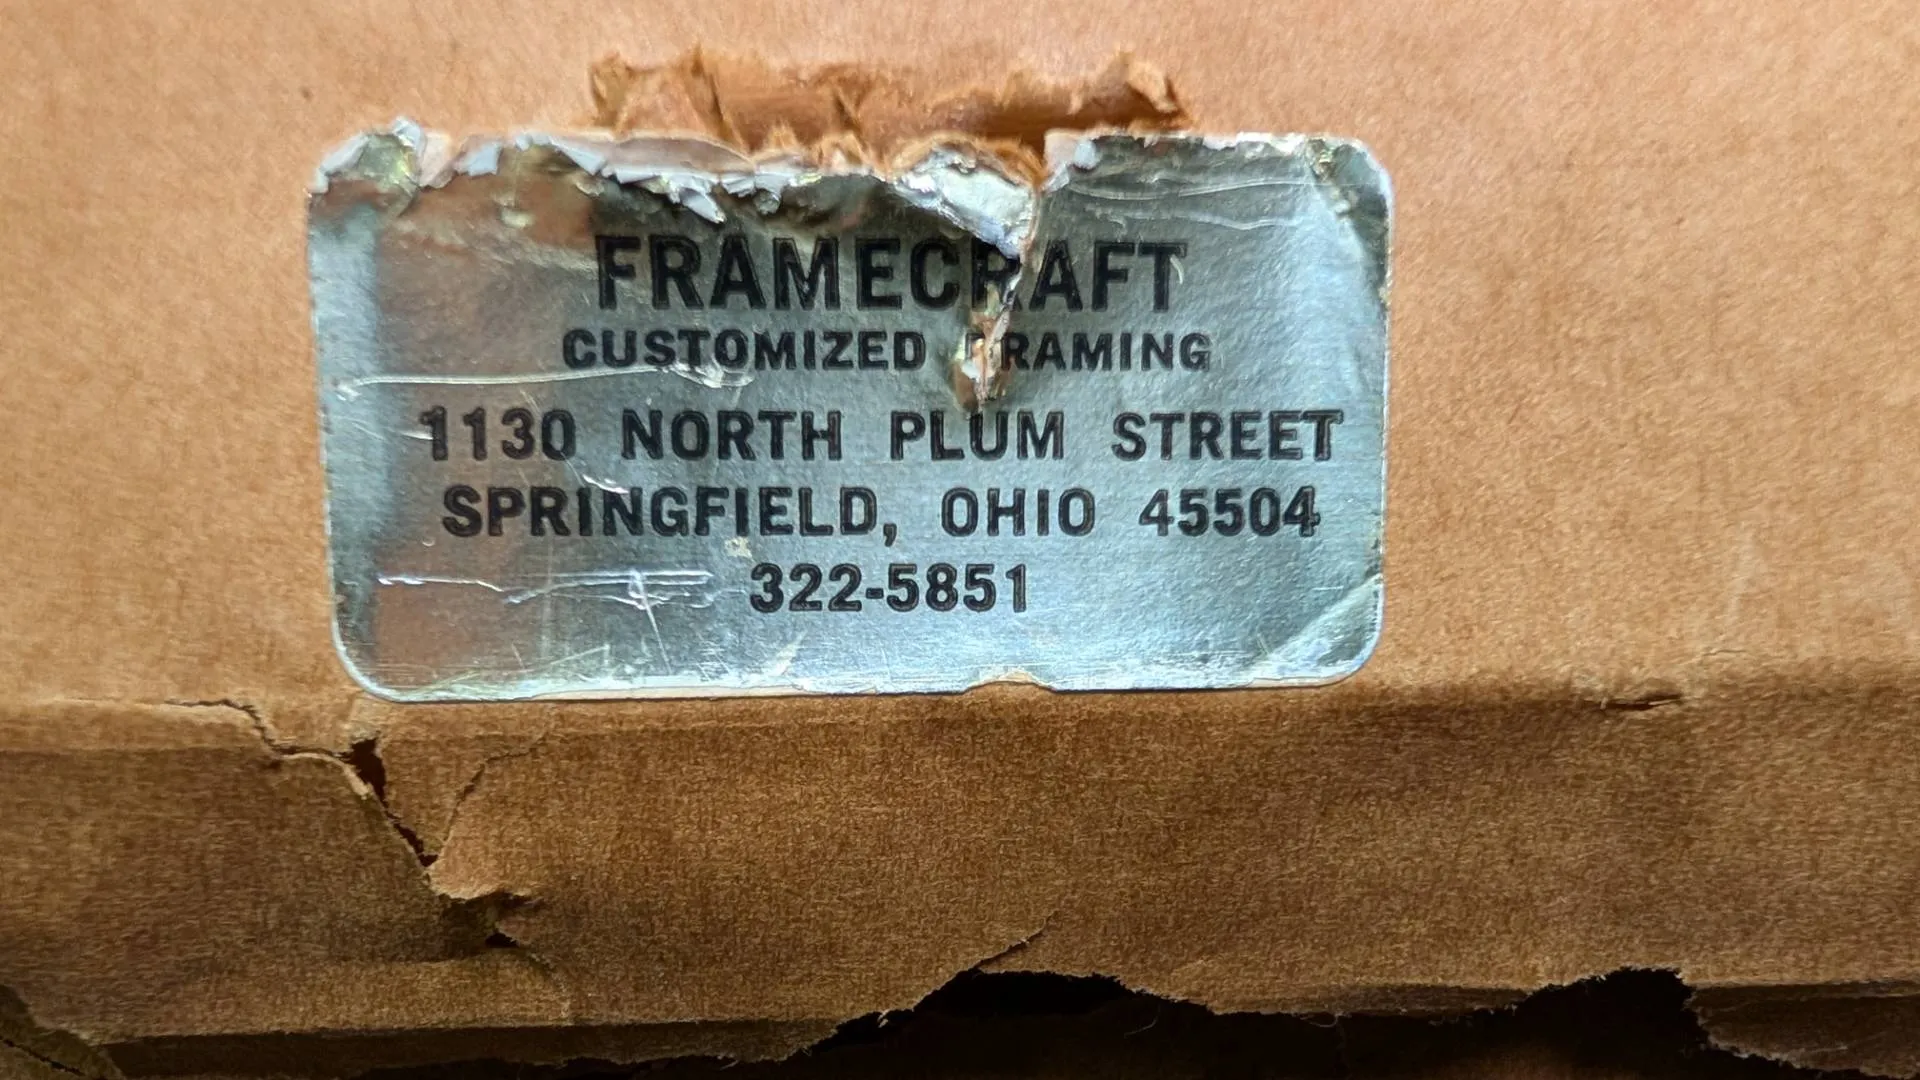 FRAMECRAFT
CUSTOMIZED FRAMING
1130 NORTH PLUM STREET
SPRINGFIELD, OHIO 45504
322-5851